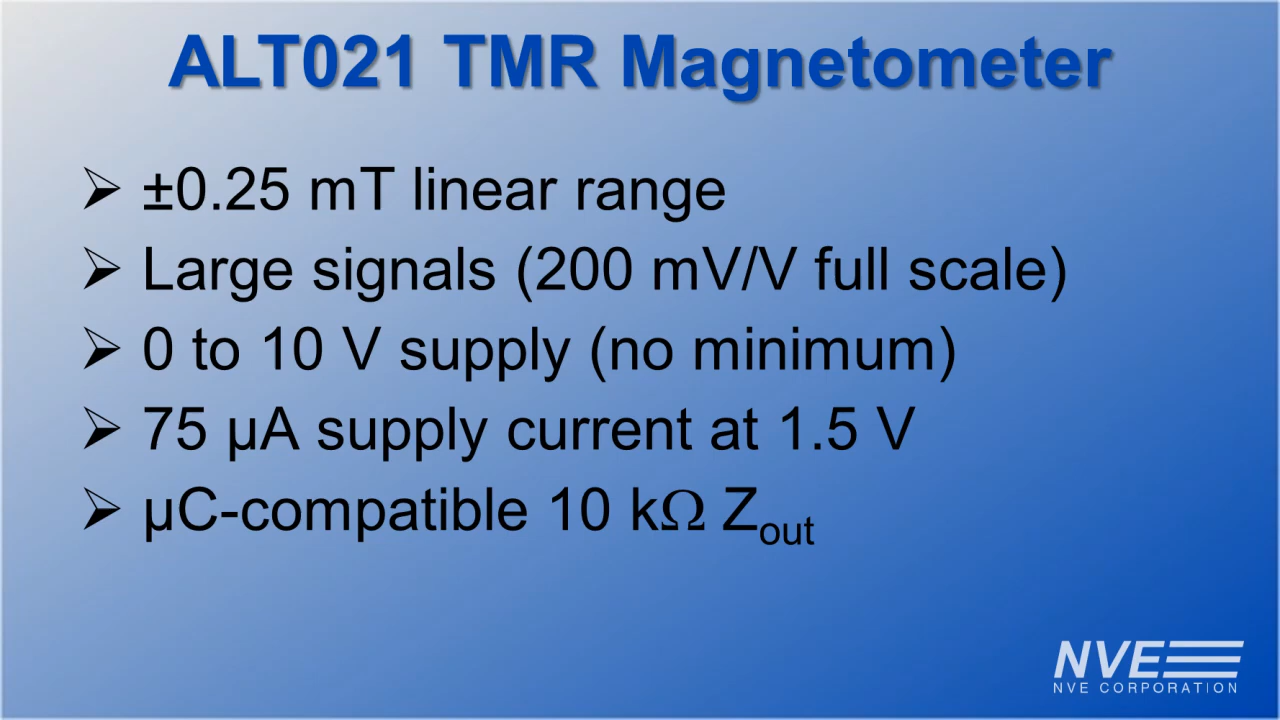 ALT021 TMR Magnetometer
➢ ±0.25 mT linear range
➢ Large signals (200 mV/V full scale)
➢ 0 to 10 V supply (no minimum)
➢ 75 µA supply current at 1.5 V
➢ µC-compatible 10 kΩ Zout
NVE
NVE CORPORATION